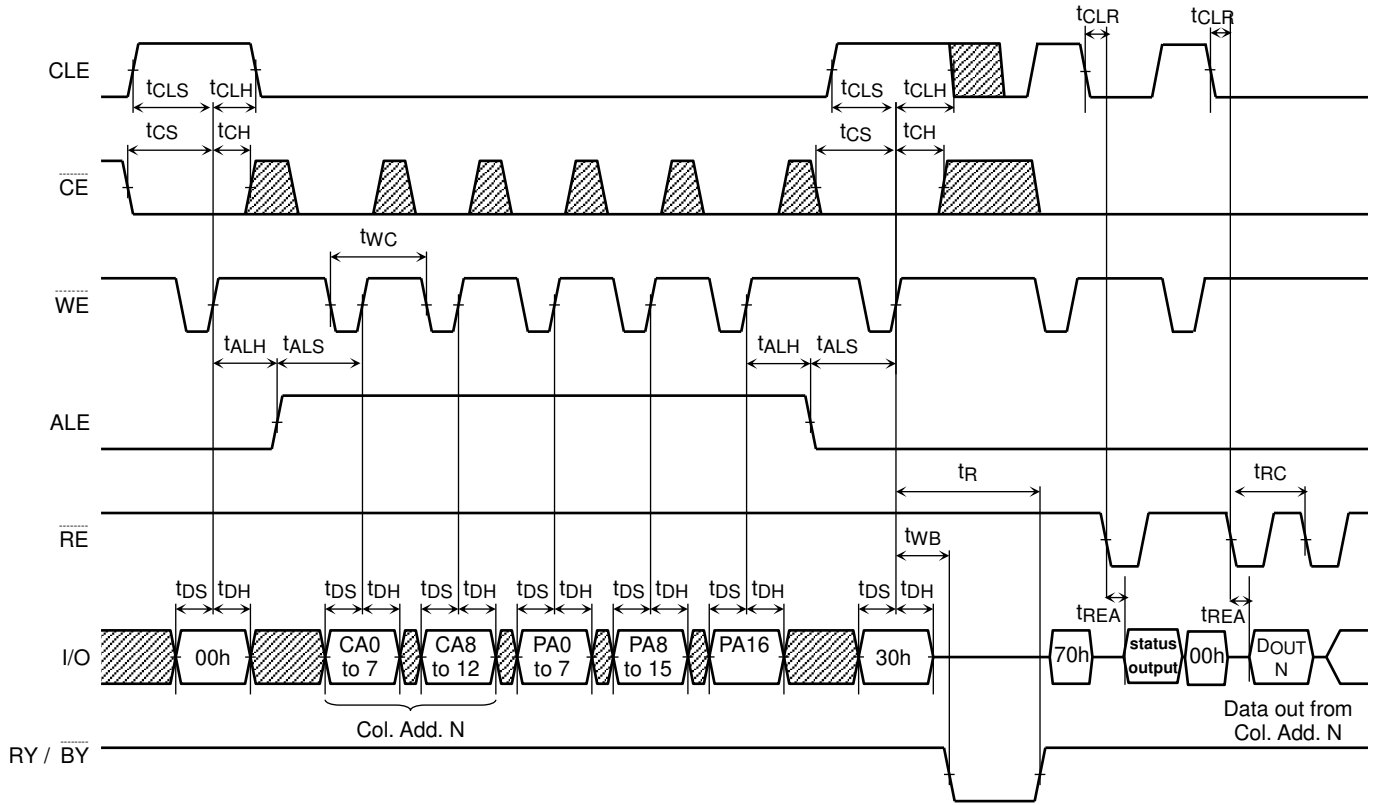 tCLR tCLR
CLE
tCLS tCLH tCLS tCLH
tCS tCH tCS tCH
CE
tWC
WE
tALH tALS tALH tALS
ALE
tR tRC
RE
tWB
tDS tDH tDS tDH tDS tDH tDS tDH tDS tDH tDS tDH tDS tDH
tREA tREA
I/O 00h CA0 to 7 CA8 to 12 PA0 to 7 PA8 to 15 PA16 30h 70h status output 00h DOUT N
Col. Add. N
Data out from
Col. Add. N
RY / BY